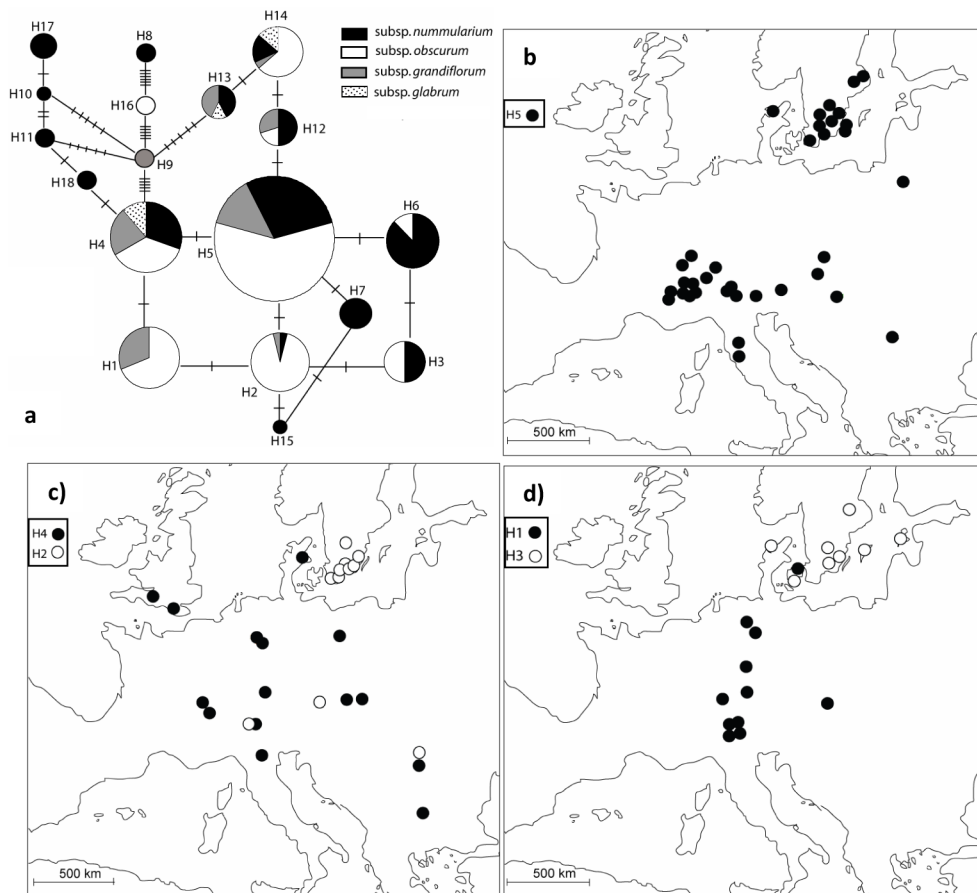 H17
H8
H14
subsp. nummularium
subsp. obscurum
subsp. grandiflorum
subsp. glabrum
H10
H16
H13
H11
H12
H9
H18
H4
H5
H6
H7
H1
H2
H3
H15
a
b
H5
500 km
c)
H4
H2
500 km
d)
H1
H3
500 km